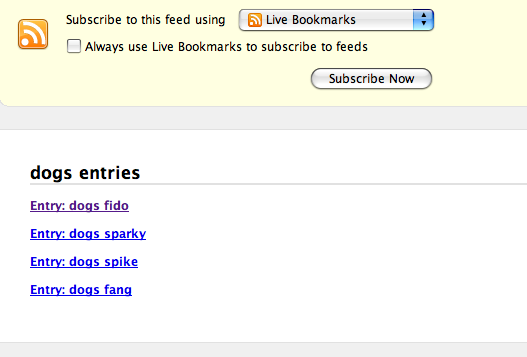 Subscribe to this feed using Live Bookmarks
Always use Live Bookmarks to subscribe to feeds
Subscribe Now
dogs entries
Entry: dogs fido
Entry: dogs sparky
Entry: dogs spike
Entry: dogs fang